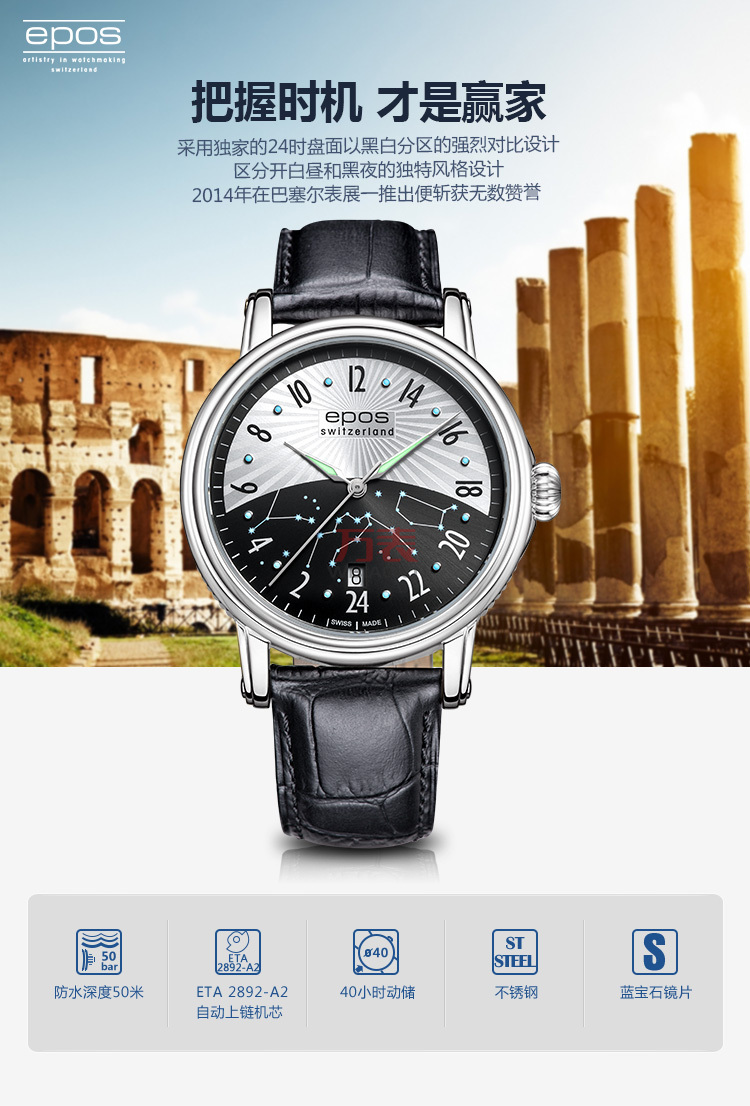 epos
artistry in watchmaking
switzerland
把握时机 才是赢家
采用独家的24时盘面以黑白分区的强烈对比设计
区分开白昼和黑夜的独特风格设计
2014年在巴塞尔表展一推出便斩获无数赞誉
12
10
14
8
16
6
18
4
20
2
22
24
epos
switzerland
万表
8
SWISS MADE
50
bar
防水深度50米
ETA
2892-A2
ETA 2892-A2
自动上链机芯
ø40
40小时动储
ST
STEEL
不锈钢
S
蓝宝石镜片